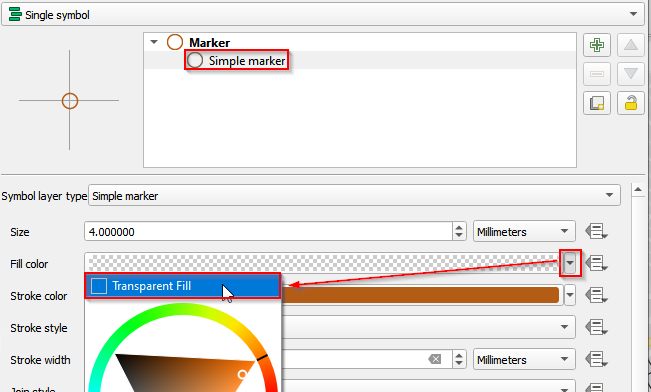 Single symbol
Marker
Simple marker
Symbol layer type Simple marker
Size 4.000000 Millimeters
Fill color
Transparent Fill
Stroke color
Stroke style
Stroke width Millimeters
Join style